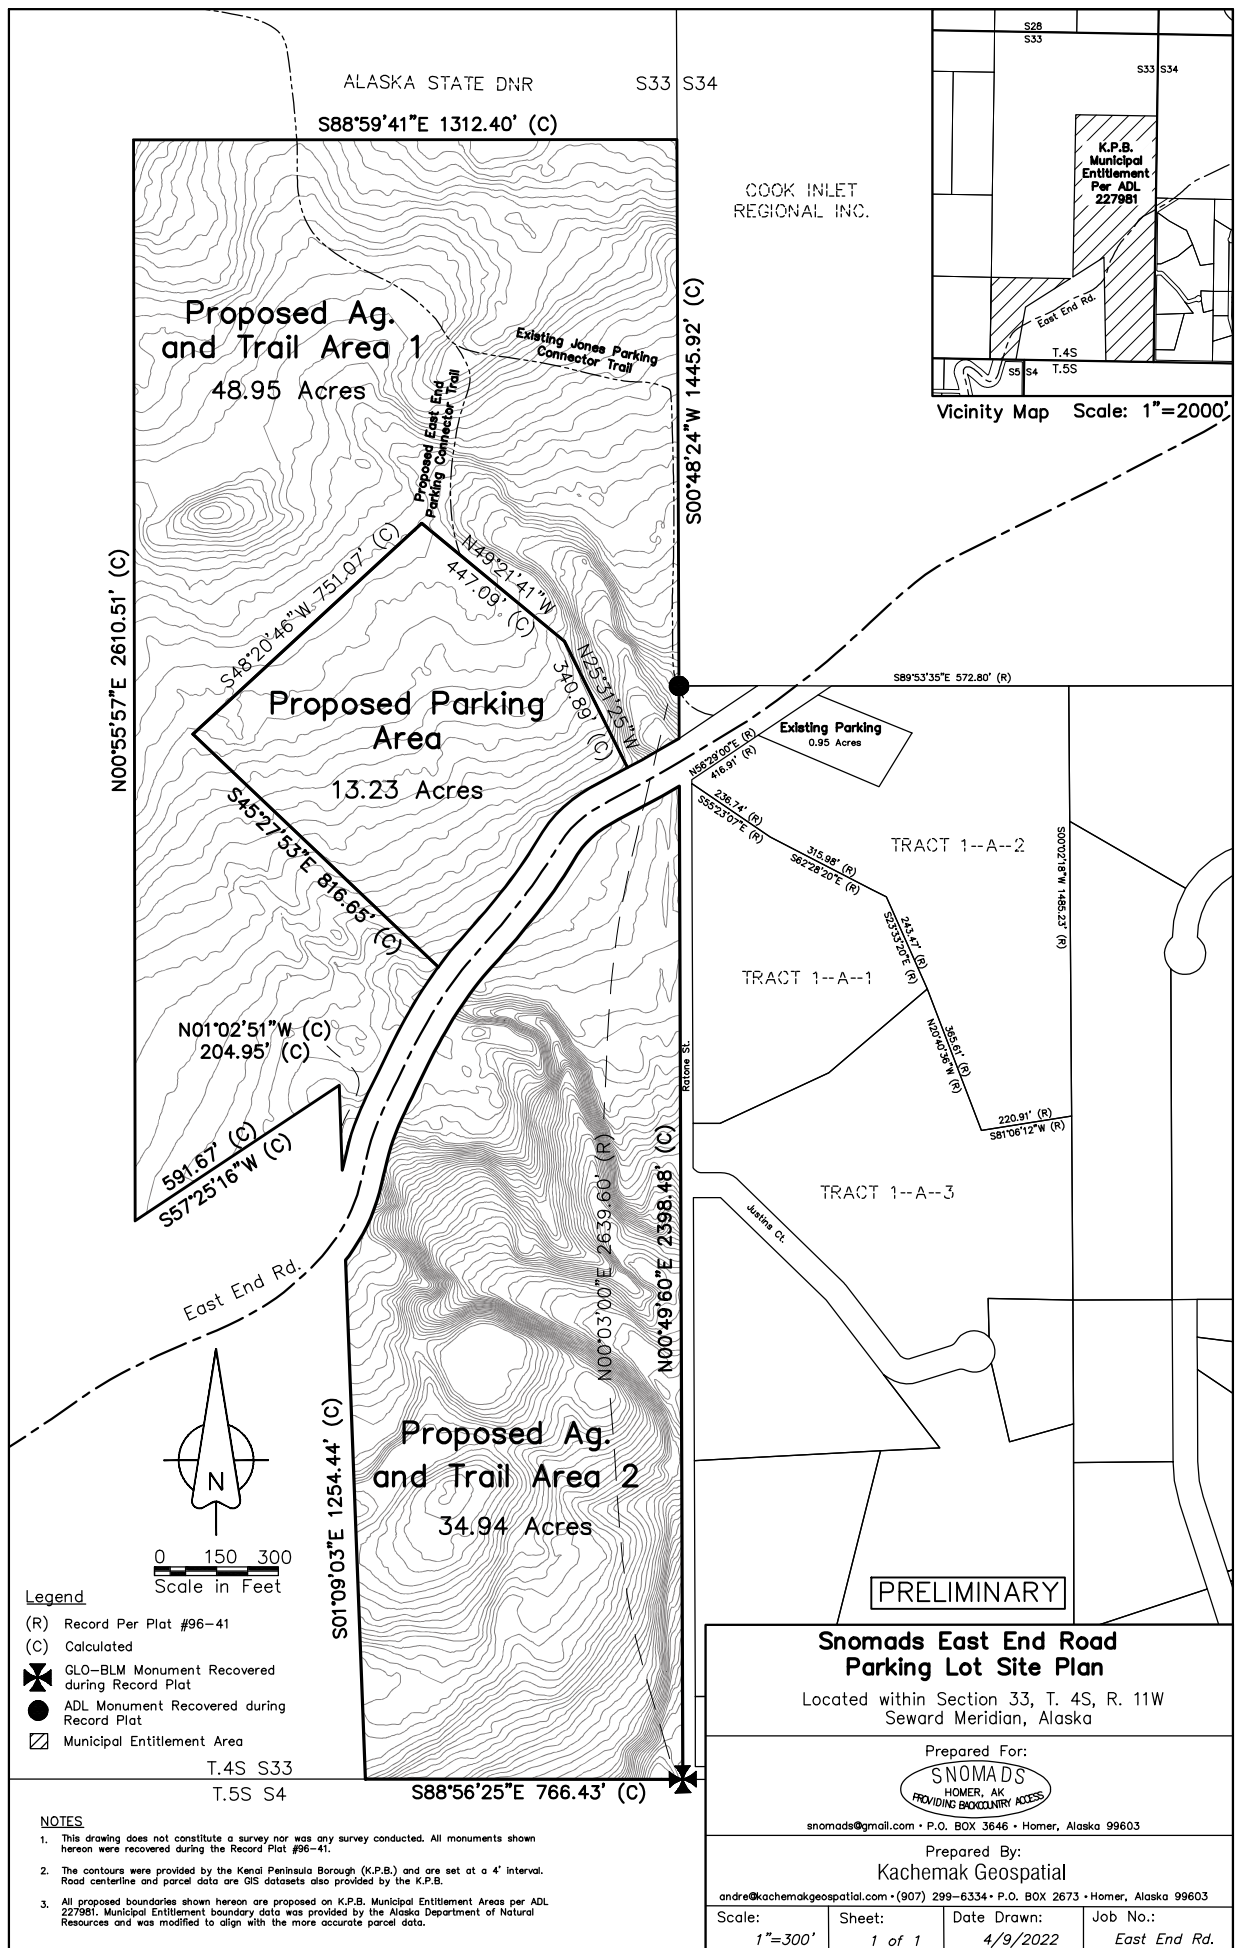 ALASKA STATE DNR
S33 S34
S88°59'41"E 1312.40' (C)
COOK INLET
REGIONAL INC.
S28
S33
S33 S34
K.P.B.
Municipal
Entitlement
Per ADL
227981
East End Rd.
T.4S
T.5S
S5 S4
Vicinity Map Scale: 1"=2000'
Proposed Ag.
and Trail Area 1
48.95 Acres
Existing Jones Parking
Connector Trail
Proposed East End
Parking Connector Trail
S00°48'24"W 1445.92' (C)
N00°55'57"E 2610.51' (C)
S48°20'46"W 751.07' (C)
N49°21'41"W
447.09' (C)
N25°31'25"W
340.89' (C)
Proposed Parking
Area
13.23 Acres
S45°27'53"E 816.65' (C)
S89°53'35"E 572.80' (R)
Existing Parking
0.95 Acres
N56°29'00"E (R)
416.91' (R)
236.74' (R)
S55°23'07"E (R)
315.98' (R)
S62°28'20"E (R)
TRACT 1--A--2
S00°02'18"W 1485.23' (R)
243.47' (R)
S23°33'20"E (R)
TRACT 1--A--1
365.61' (R)
N20°40'36"W (R)
220.91' (R)
S81°06'12"W (R)
TRACT 1--A--3
Ratone St.
Justins Ct.
N01°02'51"W (C)
204.95' (C)
591.67' (C)
S57°25'16"W (C)
East End Rd.
N00°03'00"E 2639.60' (R)
N00°49'60"E 2398.48' (C)
S01°09'03"E 1254.44' (C)
Proposed Ag.
and Trail Area 2
34.94 Acres
N
0 150 300
Scale in Feet
Legend
(R) Record Per Plat #96-41
(C) Calculated
GLO-BLM Monument Recovered
during Record Plat
ADL Monument Recovered during
Record Plat
Municipal Entitlement Area
T.4S S33
T.5S S4
S88°56'25"E 766.43' (C)
NOTES
1. This drawing does not constitute a survey nor was any survey conducted. All monuments shown
hereon were recovered during the Record Plat #96-41.
2. The contours were provided by the Kenai Peninsula Borough (K.P.B.) and are set at a 4' interval.
Road centerline and parcel data are GIS datasets also provided by the K.P.B.
3. All proposed boundaries shown hereon are proposed on K.P.B. Municipal Entitlement Areas per ADL
227981. Municipal Entitlement boundary data was provided by the Alaska Department of Natural
Resources and was modified to align with the more accurate parcel data.
PRELIMINARY
Snomads East End Road
Parking Lot Site Plan
Located within Section 33, T. 4S, R. 11W
Seward Meridian, Alaska
Prepared For:
SNOMADS
HOMER, AK
PROVIDING BACKCOUNTRY ACCESS
snomads@gmail.com • P.O. BOX 3646 • Homer, Alaska 99603
Prepared By:
Kachemak Geospatial
andre@kachemakgeospatial.com • (907) 299-6334 • P.O. BOX 2673 • Homer, Alaska 99603
Scale: Sheet: Date Drawn: Job No.:
1"=300' 1 of 1 4/9/2022 East End Rd.